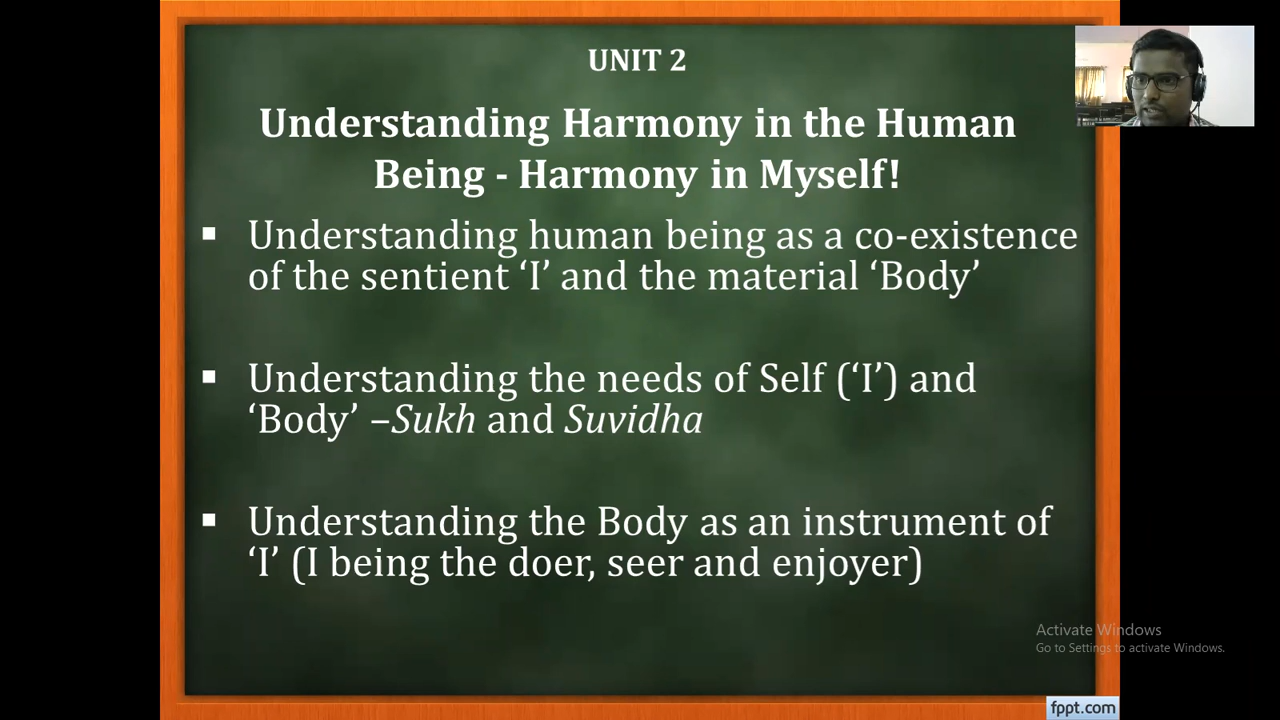 UNIT 2
Understanding Harmony in the Human
Being - Harmony in Myself!
▪ Understanding human being as a co-existence
of the sentient ‘I’ and the material ‘Body’
▪ Understanding the needs of Self (‘I’) and
‘Body’ –Sukh and Suvidha
▪ Understanding the Body as an instrument of
‘I’ (I being the doer, seer and enjoyer)
Activate Windows
Go to Settings to activate Windows.
fppt.com